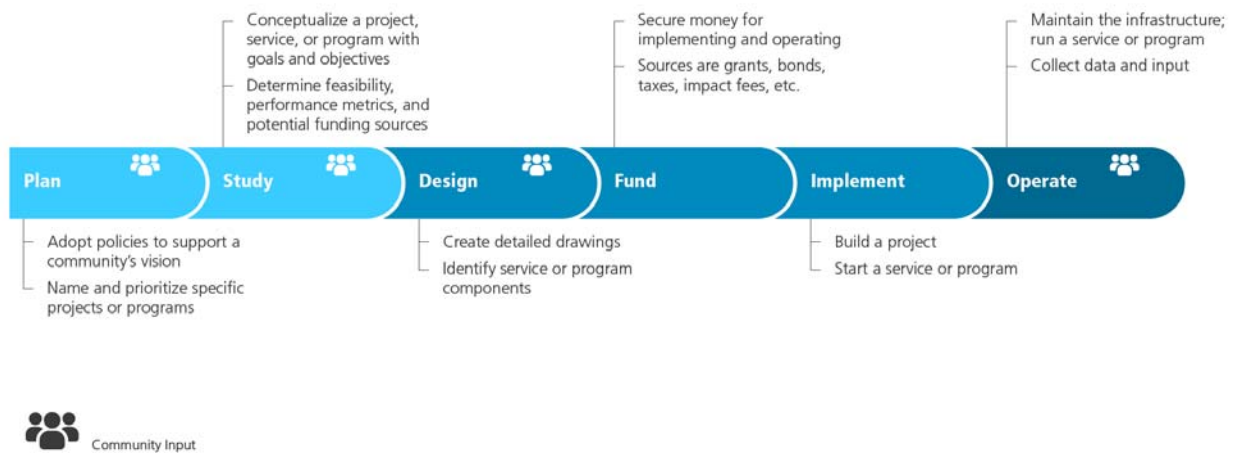 Conceptualize a project,
service, or program with
goals and objectives
Determine feasibility,
performance metrics, and
potential funding sources
Secure money for
implementing and operating
Sources are grants, bonds,
taxes, impact fees, etc.
Maintain the infrastructure;
run a service or program
Collect data and input
Plan
Study
Design
Fund
Implement
Operate
Adopt policies to support a
community's vision
Name and prioritize specific
projects or programs
Create detailed drawings
Identify service or program
components
Build a project
Start a service or program
Community Input